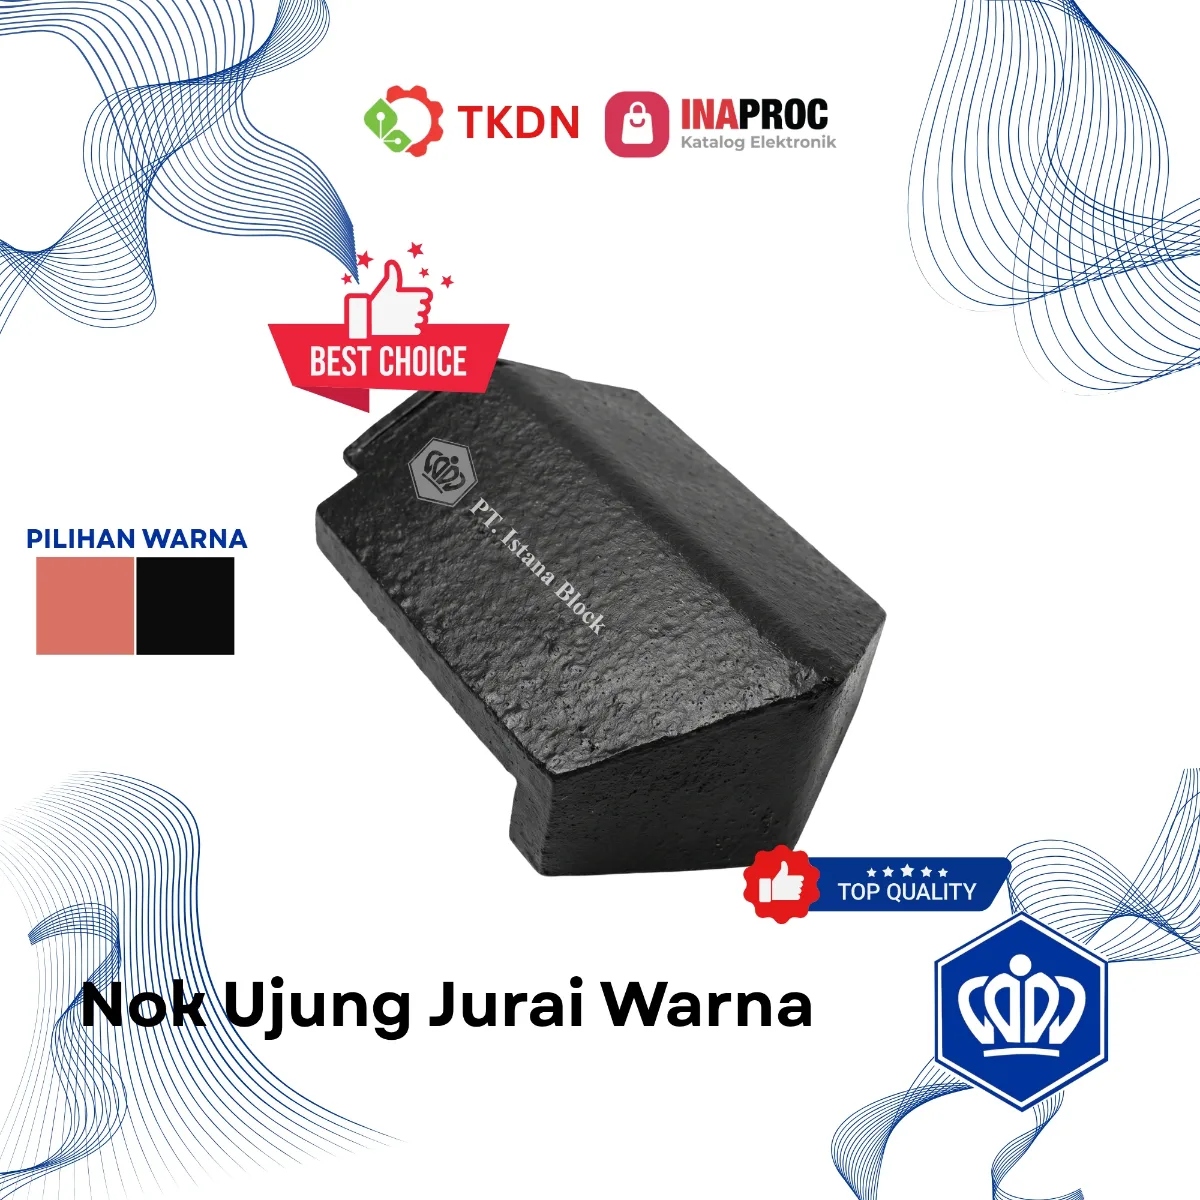 TKDN
INAPROC
Katalog Elektronik
BEST CHOICE
PT. Istana Block
PILIHAN WARNA
TOP QUALITY
Nok Ujung Jurai Warna